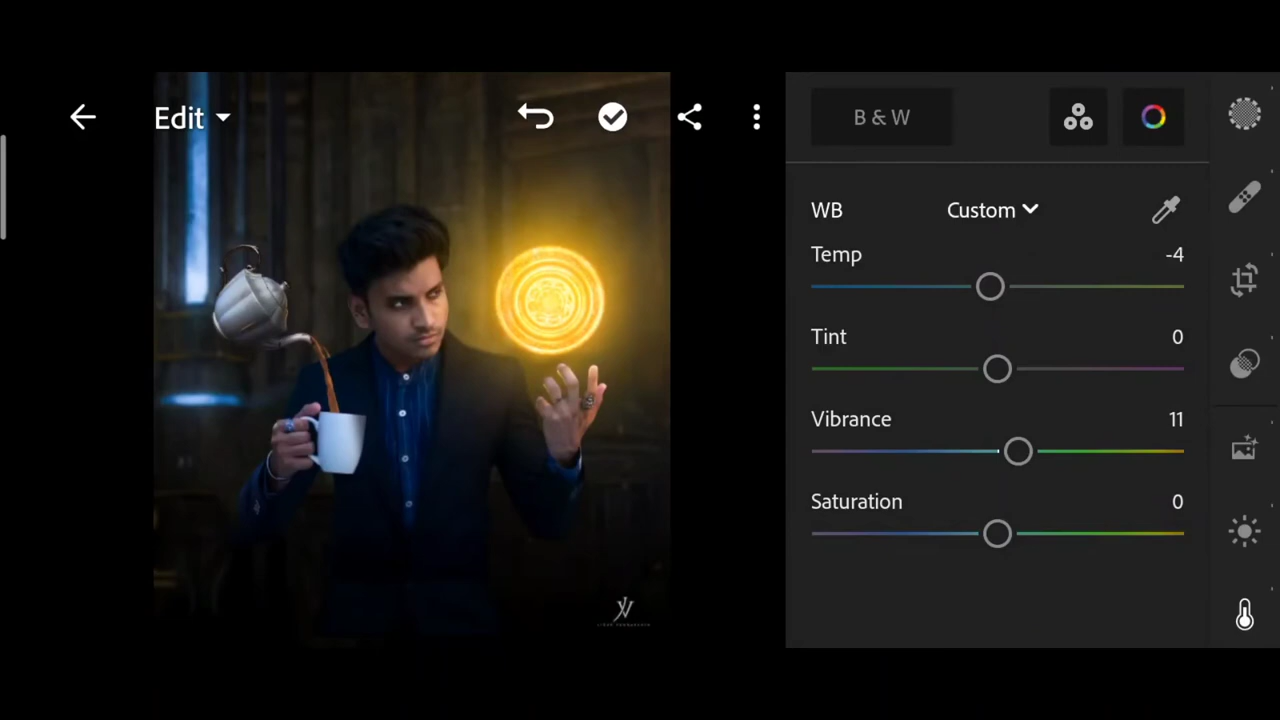 Edit
B & W
WB
Custom
Temp
-4
Tint
0
Vibrance
11
Saturation
0